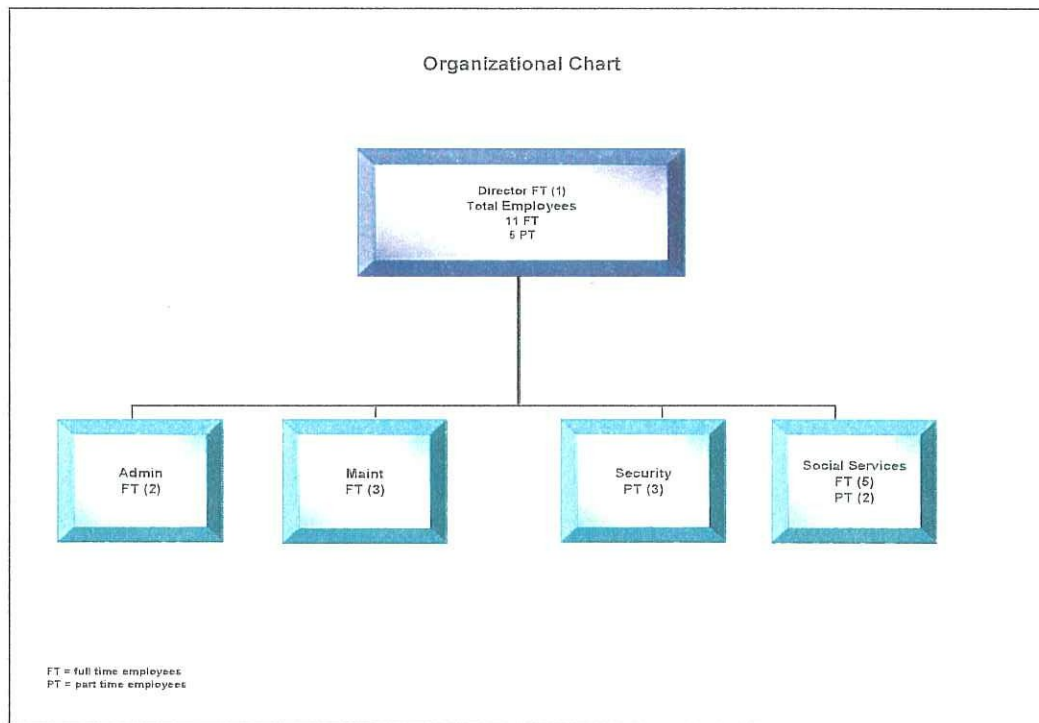 Organizational Chart
Director FT (1)
Total Employees
11 FT
5 PT
Admin
FT (2)
Maint
FT (3)
Security
PT (3)
Social Services
FT (5)
PT (2)
FT = full time employees
PT = part time employees